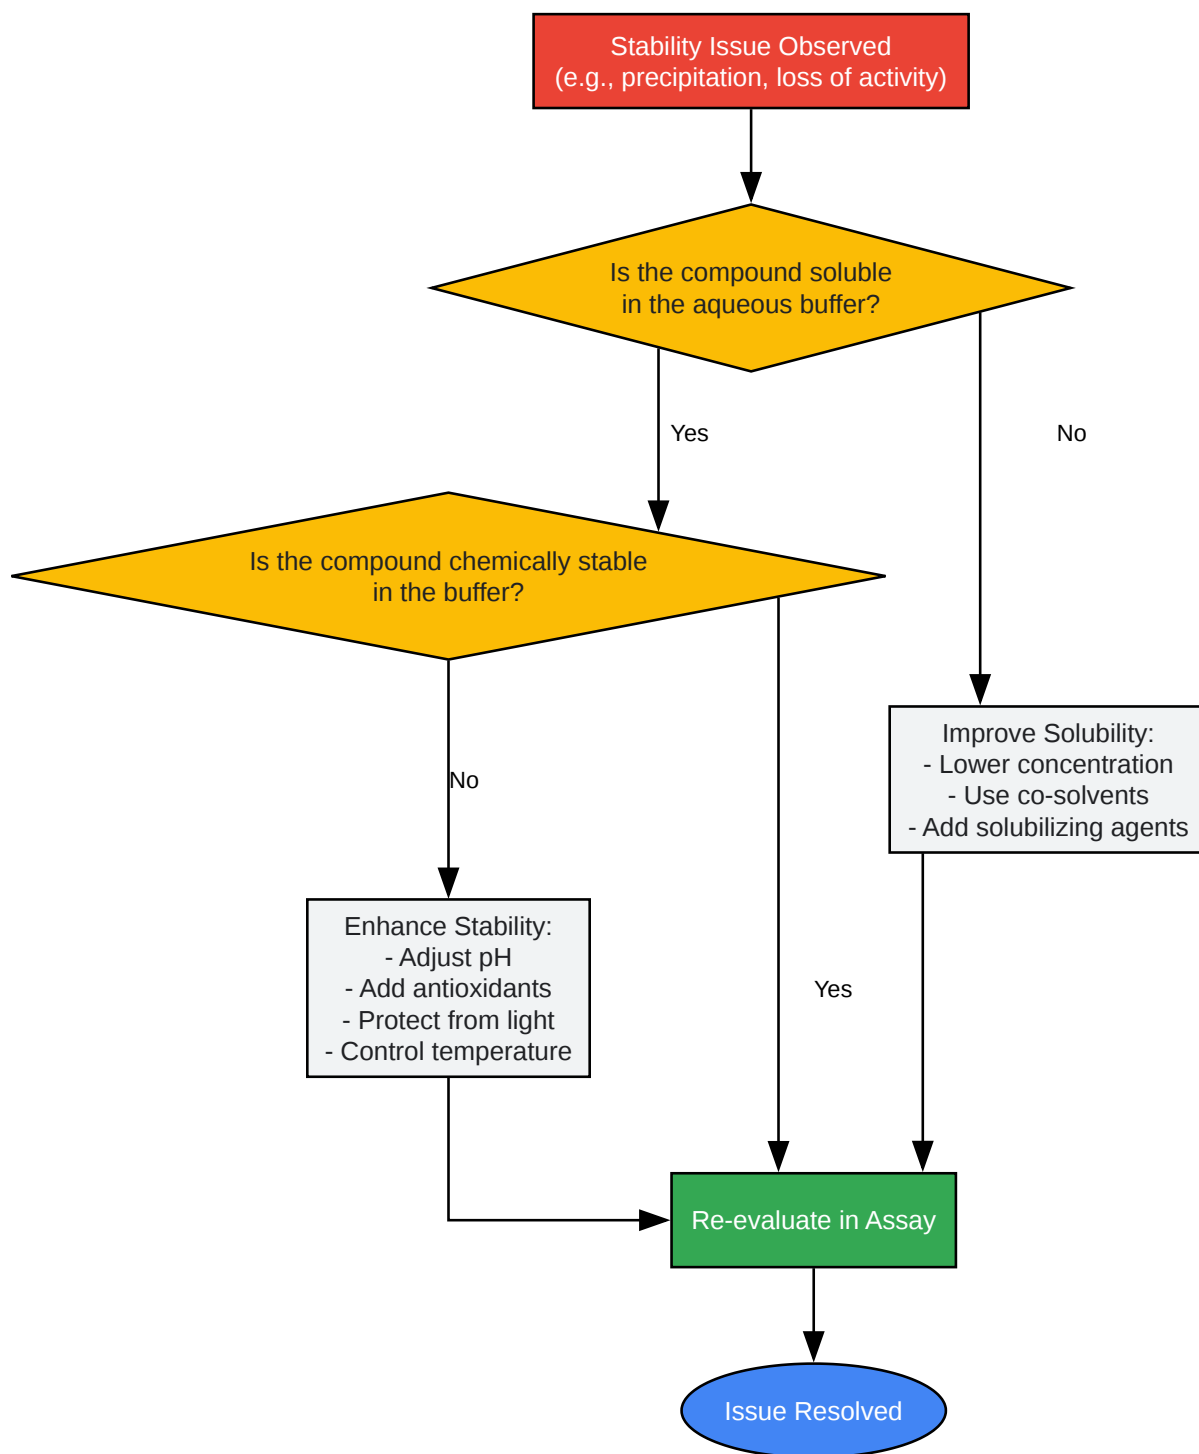 Stability Issue Observed
(e.g., precipitation, loss of activity)
Is the compound soluble
in the aqueous buffer?
Yes
No
Is the compound chemically stable
in the buffer?
Improve Solubility:
- Lower concentration
- Use co-solvents
- Add solubilizing agents
No
Enhance Stability:
- Adjust pH
- Add antioxidants
- Protect from light
- Control temperature
Yes
Re-evaluate in Assay
Issue Resolved